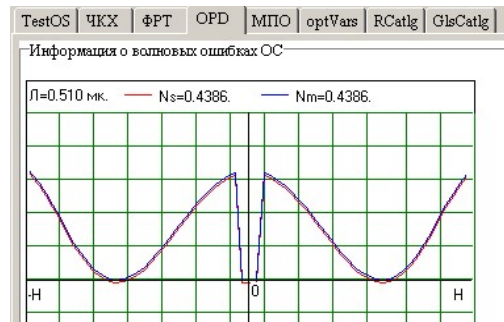 TestOS ЧКХ ФРТ OPD МПО optVars RCatlg GlsCatlg
Информация о волновых ошибках ОС
Л=0.510 мк. Ns=0.4386. Nm=0.4386.
-H 0 H